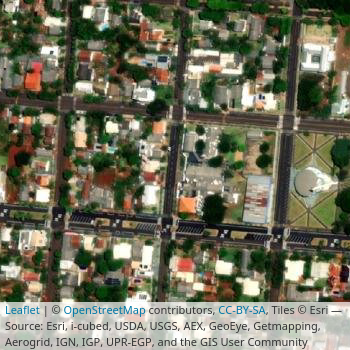 Leaflet | © OpenStreetMap contributors, CC-BY-SA, Tiles © Esri —
Source: Esri, i-cubed, USDA, USGS, AEX, GeoEye, Getmapping,
Aerogrid, IGN, IGP, UPR-EGP, and the GIS User Community